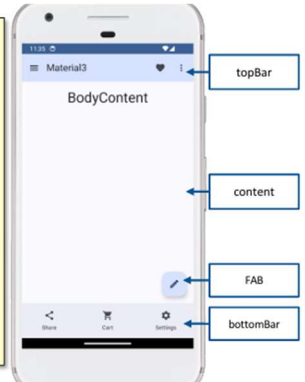 11:35
Material3
topBar
BodyContent
content
FAB
Share Cart Settings
bottomBar